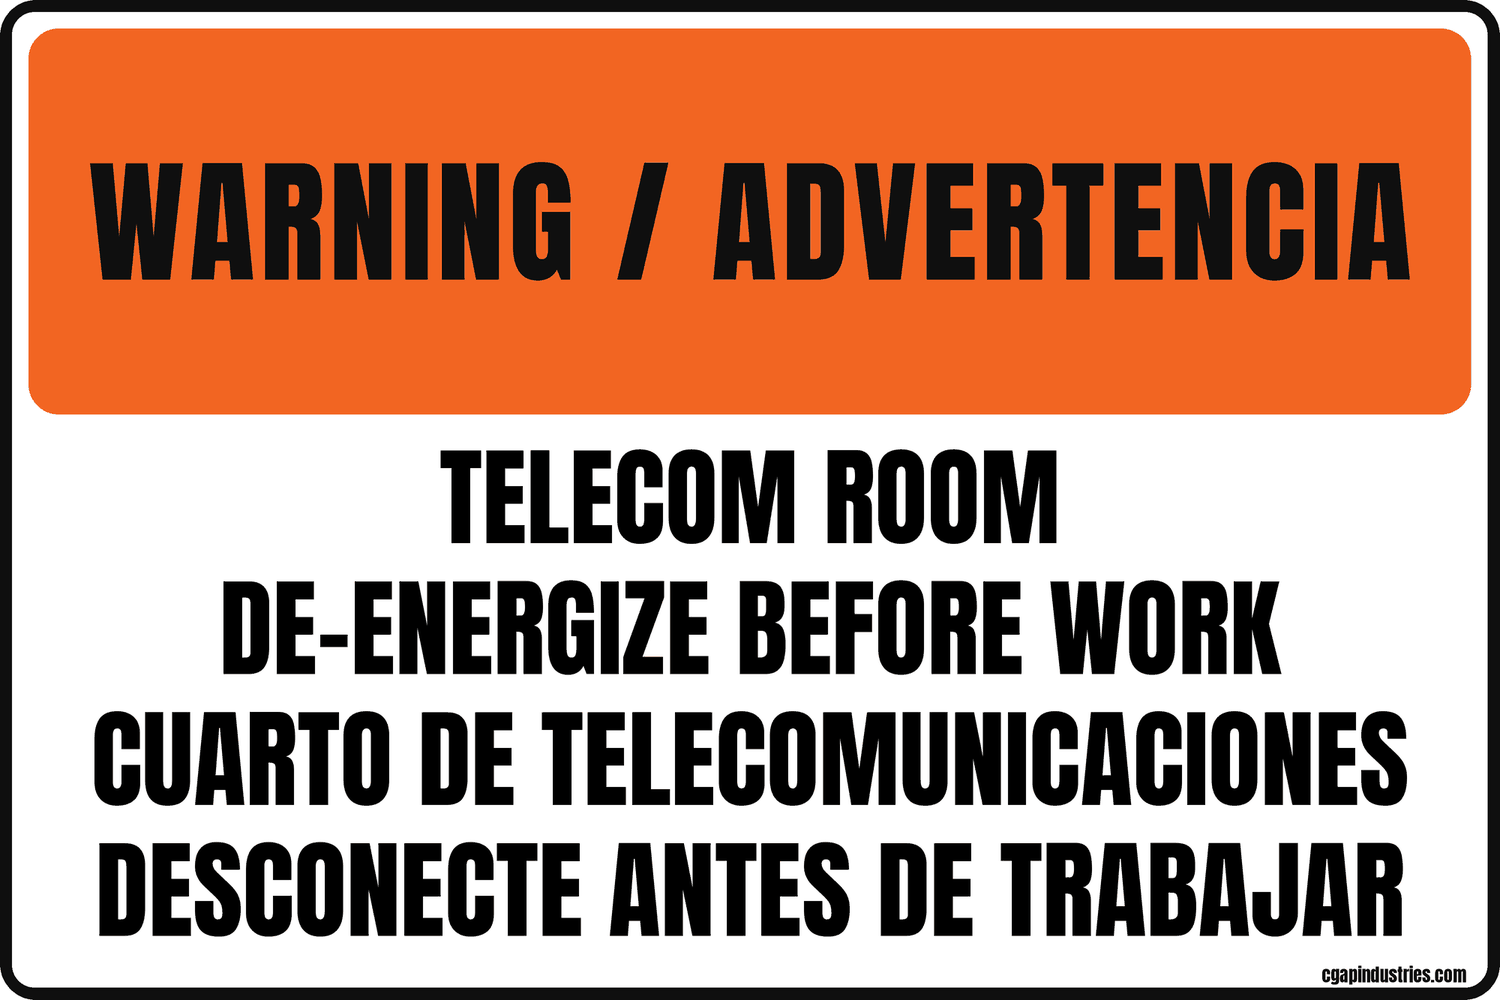 WARNING / ADVERTENCIA
TELECOM ROOM
DE-ENERGIZE BEFORE WORK
CUARTO DE TELECOMUNICACIONES
DESCONECTE ANTES DE TRABAJAR
cgapindustries.com